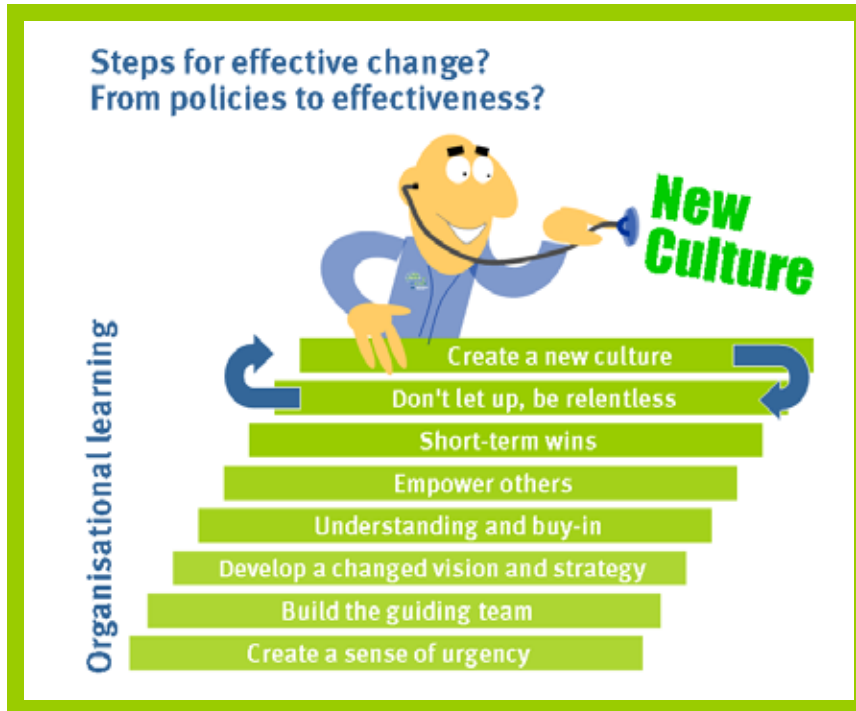 Steps for effective change?
From policies to effectiveness?
New
Culture
Organisational learning
Create a new culture
Don't let up, be relentless
Short-term wins
Empower others
Understanding and buy-in
Develop a changed vision and strategy
Build the guiding team
Create a sense of urgency